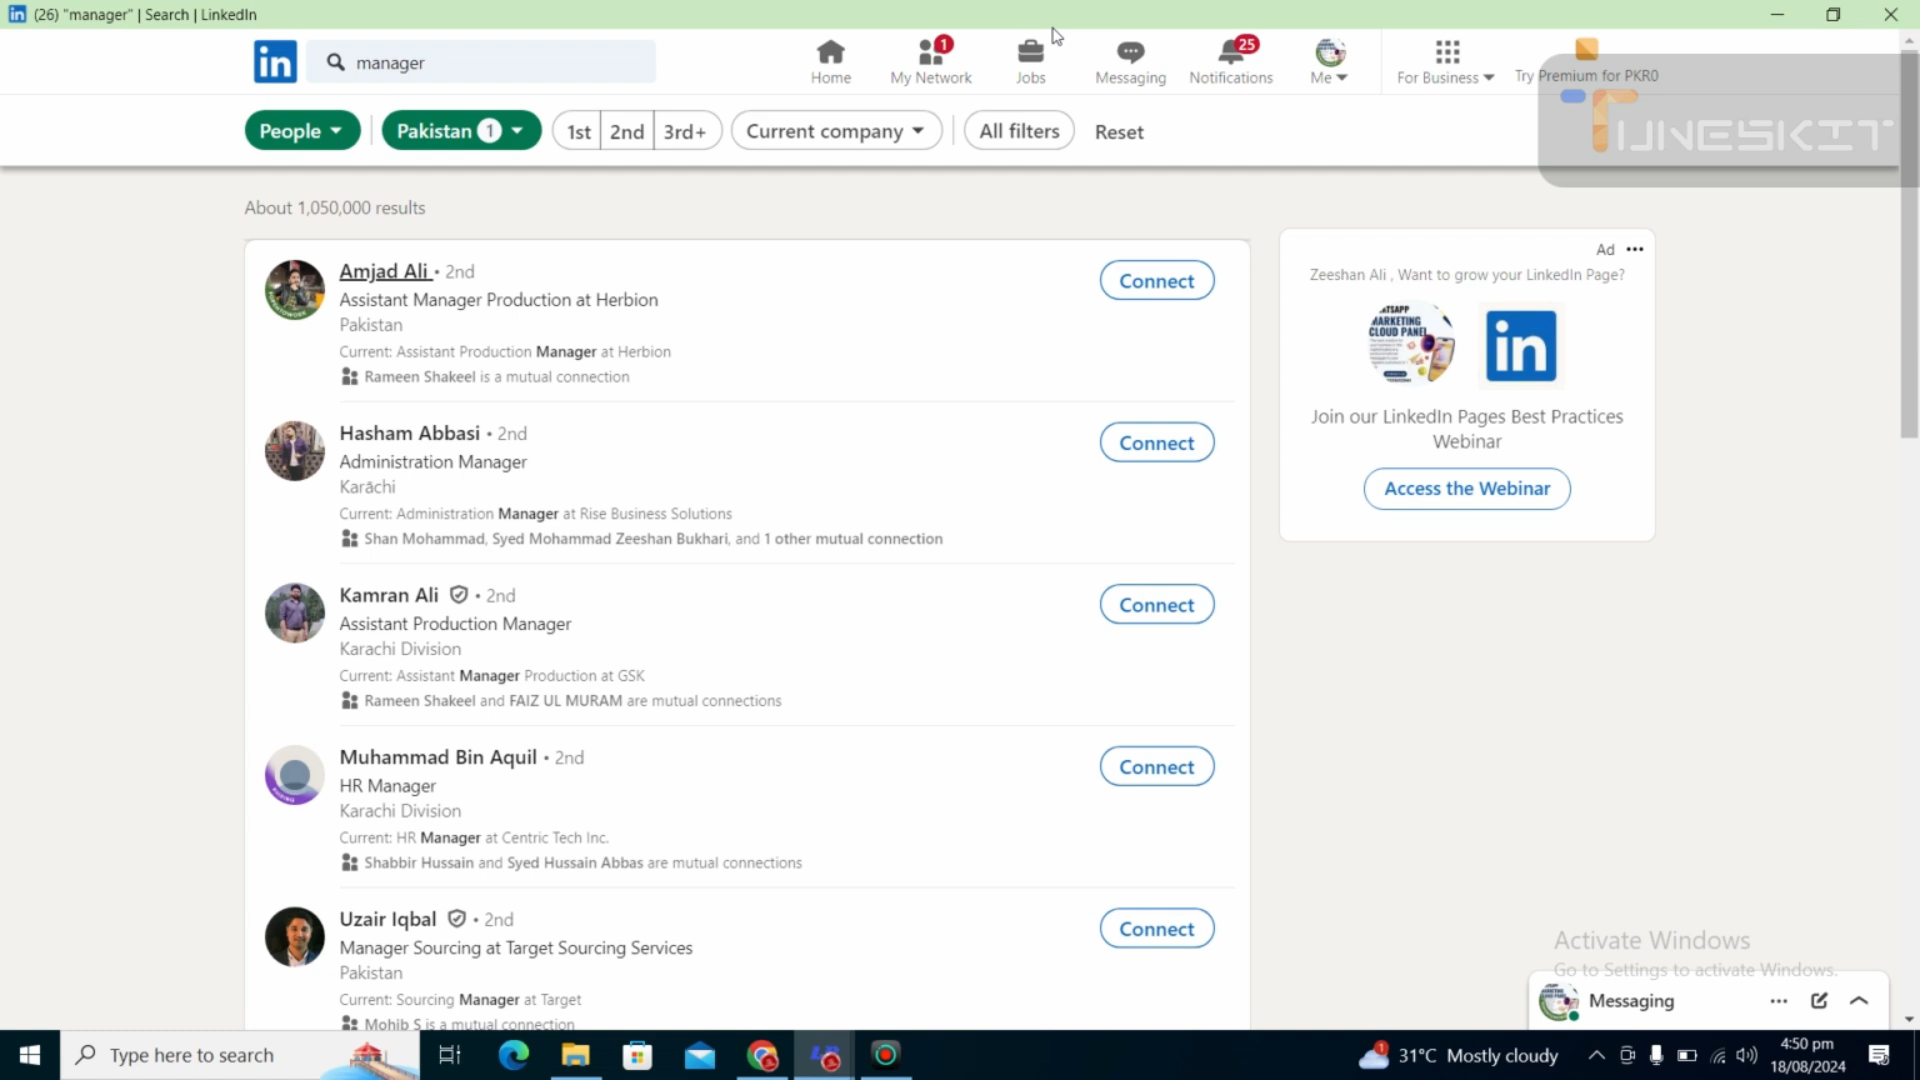 (26) "manager" | Search | LinkedIn
in
manager
Home
1
My Network
Jobs
Messaging
25
Notifications
Me
For Business
Try Premium for PKR0
TUNESKIT
People
Pakistan 1
1st
2nd
3rd+
Current company
All filters
Reset
About 1,050,000 results
Amjad Ali • 2nd
Assistant Manager Production at Herbion
Pakistan
Current: Assistant Production Manager at Herbion
Rameen Shakeel is a mutual connection
Connect
Hasham Abbasi • 2nd
Administration Manager
Karāchi
Current: Administration Manager at Rise Business Solutions
Shan Mohammad, Syed Mohammad Zeeshan Bukhari, and 1 other mutual connection
Connect
Kamran Ali • 2nd
Assistant Production Manager
Karachi Division
Current: Assistant Manager Production at GSK
Rameen Shakeel and FAIZ UL MURAM are mutual connections
Connect
Muhammad Bin Aquil • 2nd
HR Manager
Karachi Division
Current: HR Manager at Centric Tech Inc.
Shabbir Hussain and Syed Hussain Abbas are mutual connections
Connect
Uzair Iqbal • 2nd
Manager Sourcing at Target Sourcing Services
Pakistan
Current: Sourcing Manager at Target
Mohib S is a mutual connection
Connect
Ad
Zeeshan Ali , Want to grow your LinkedIn Page?
MARKETING
CLOUD PANEL
in
Join our LinkedIn Pages Best Practices
Webinar
Access the Webinar
Activate Windows
Go to Settings to activate Windows.
Messaging
Type here to search
1
31°C Mostly cloudy
4:50 pm
18/08/2024